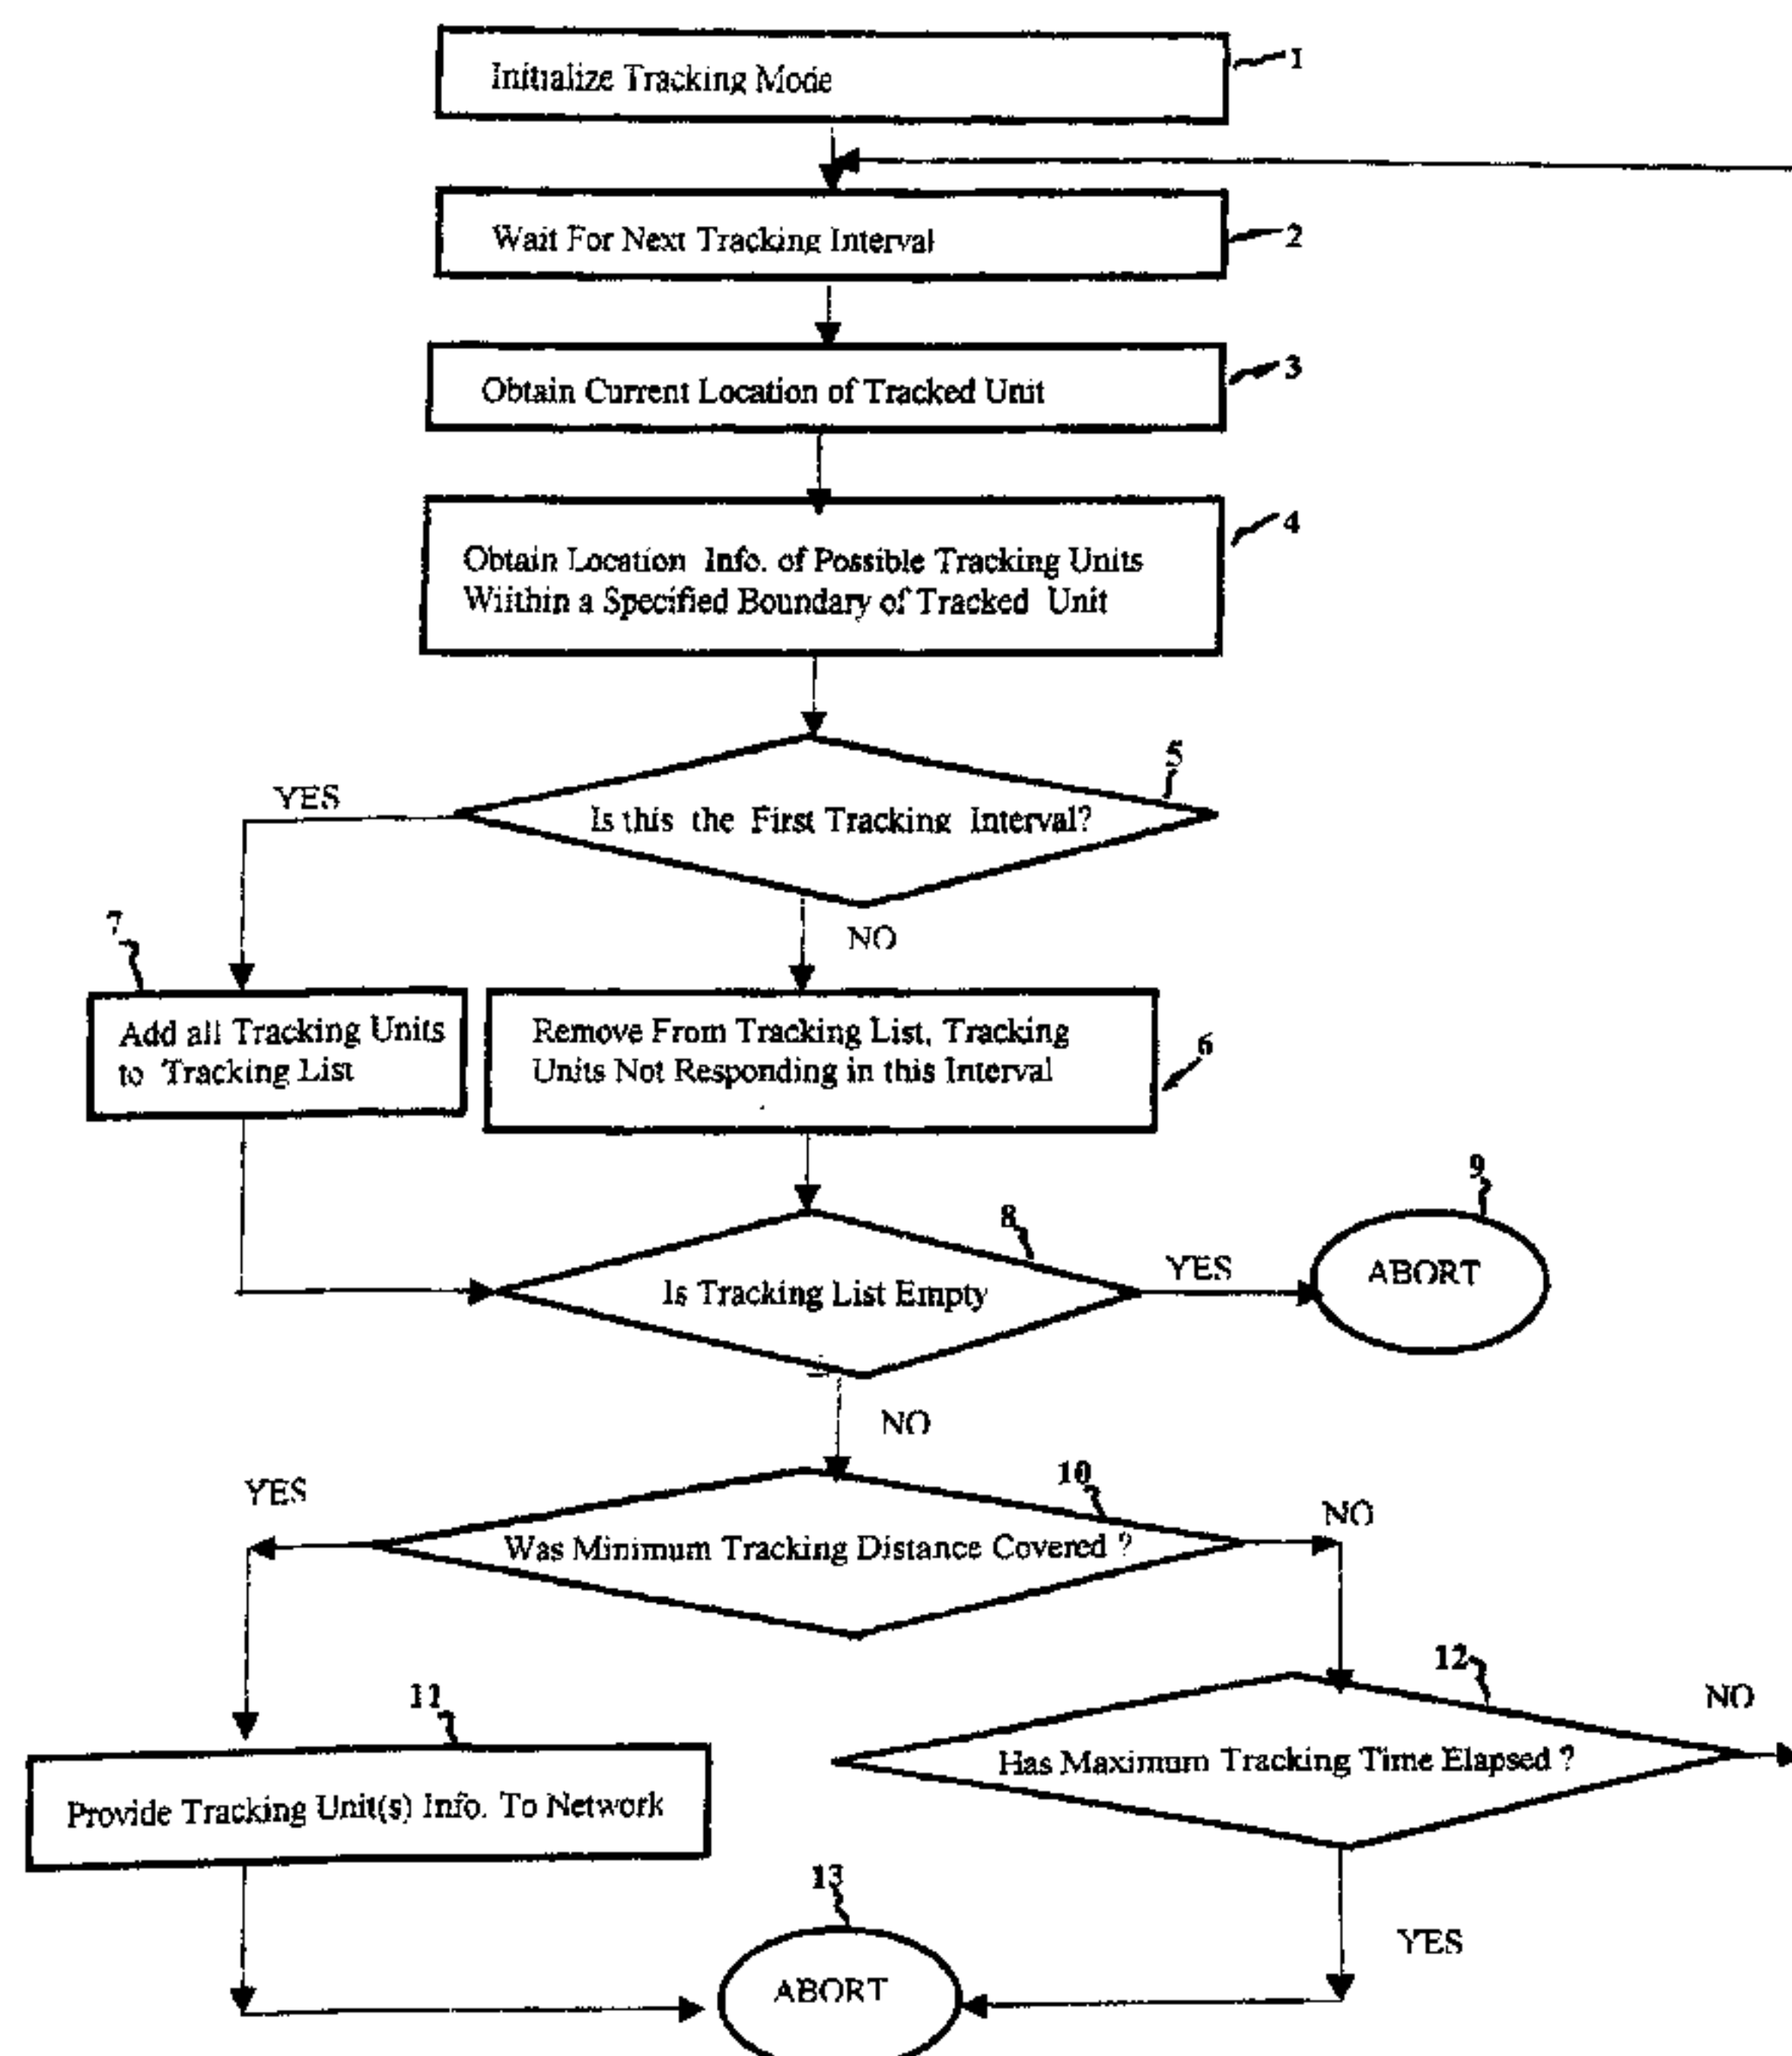 Initialize Tracking Mode
1
Wait For Next Tracking Interval
2
Obtain Current Location of Tracked Unit
3
Obtain Location Info. of Possible Tracking Units
Wiithin a Specified Boundary of Tracked Unit
4
5
YES
Is this the First Tracking Interval?
NO
7
Add all Tracking Units
to Tracking List
Remove From Tracking List, Tracking
Units Not Responding in this Interval
6
8
Is Tracking List Empty
YES
9
ABORT
NO
YES
10
NO
Was Minimum Tracking Distance Covered ?
11
Provide Tracking Unit(s) Info. To Network
12
NO
Has Maximum Tracking Time Elapsed ?
13
ABORT
YES